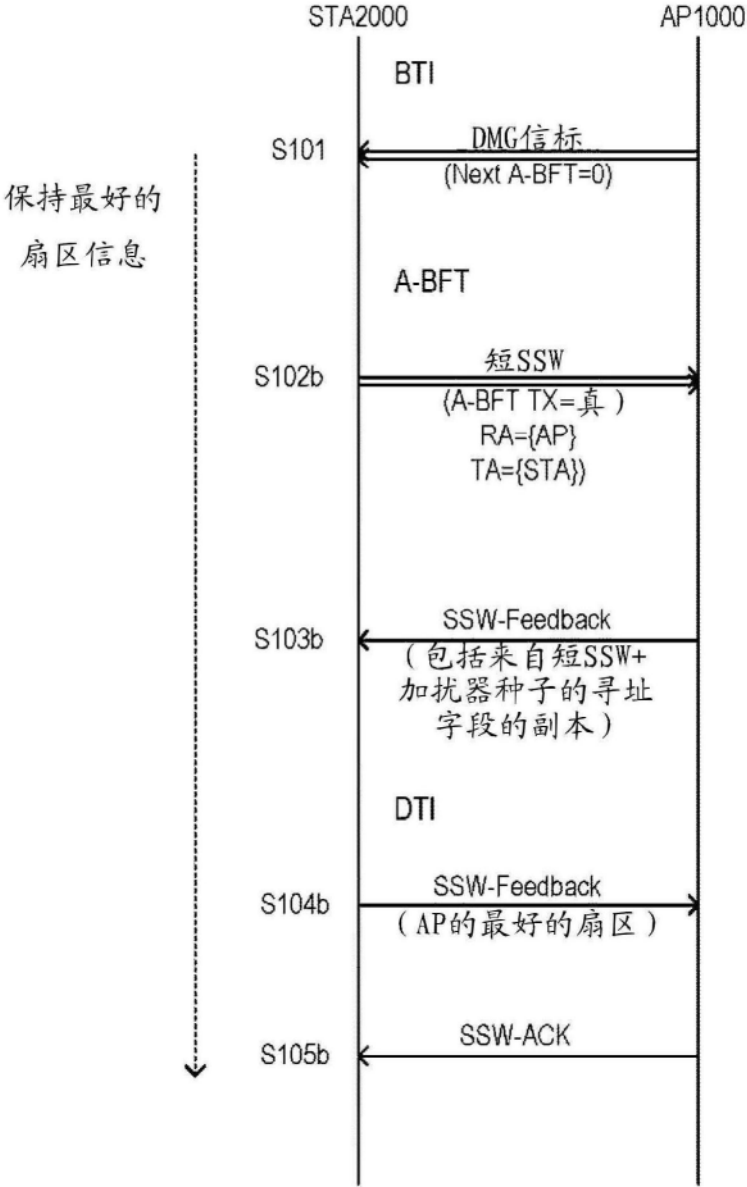 STA2000 AP1000
BTI
S101
DMG信标
(Next A-BFT=0)
保持最好的
扇区信息
A-BFT
S102b
短SSW
(A-BFT TX=真)
RA={AP}
TA={STA})
S103b
SSW-Feedback
(包括来自短SSW+
加扰器种子的寻址
字段的副本)
DTI
S104b
SSW-Feedback
(AP的最好的扇区)
S105b
SSW-ACK